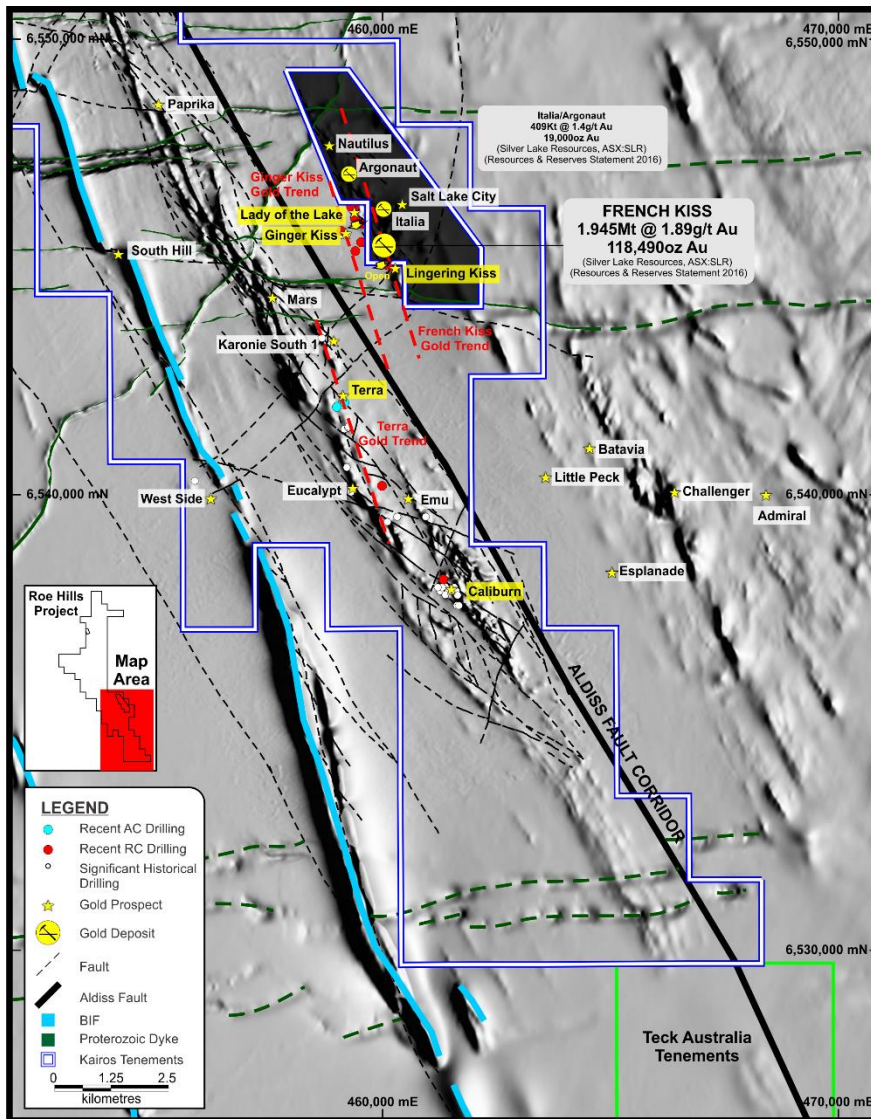 460,000 mE
470,000 mE
6,550,000 mN
6,550,000 mN
Paprika
Italia/Argonaut
409Kt @ 1.4g/t Au
19,000oz Au
(Silver Lake Resources, ASX:SLR)
(Resources & Reserves Statement 2016)
Nautilus
Argonaut
Ginger Kiss
Gold Trend
Salt Lake City
Lady of the Lake
Italia
Ginger Kiss
FRENCH KISS
1.945Mt @ 1.89g/t Au
118,490oz Au
(Silver Lake Resources, ASX:SLR)
(Resources & Reserves Statement 2016)
South Hill
Open
Lingering Kiss
Mars
French Kiss
Gold Trend
Karonie South 1
Terra
Terra
Gold Trend
Batavia
Little Peck
Challenger
6,540,000 mN
West Side
Eucalypt
Emu
6,540,000 mN
Admiral
Esplanade
Caliburn
Roe Hills
Project
Map
Area
ALDISS FAULT CORRIDOR
LEGEND
Recent AC Drilling
Recent RC Drilling
Significant Historical
Drilling
Gold Prospect
Gold Deposit
Fault
Aldiss Fault
BIF
Proterozoic Dyke
Kairos Tenements
0 1.25 2.5
kilometres
6,530,000 mN
Teck Australia
Tenements
460,000 mE
470,000 mE